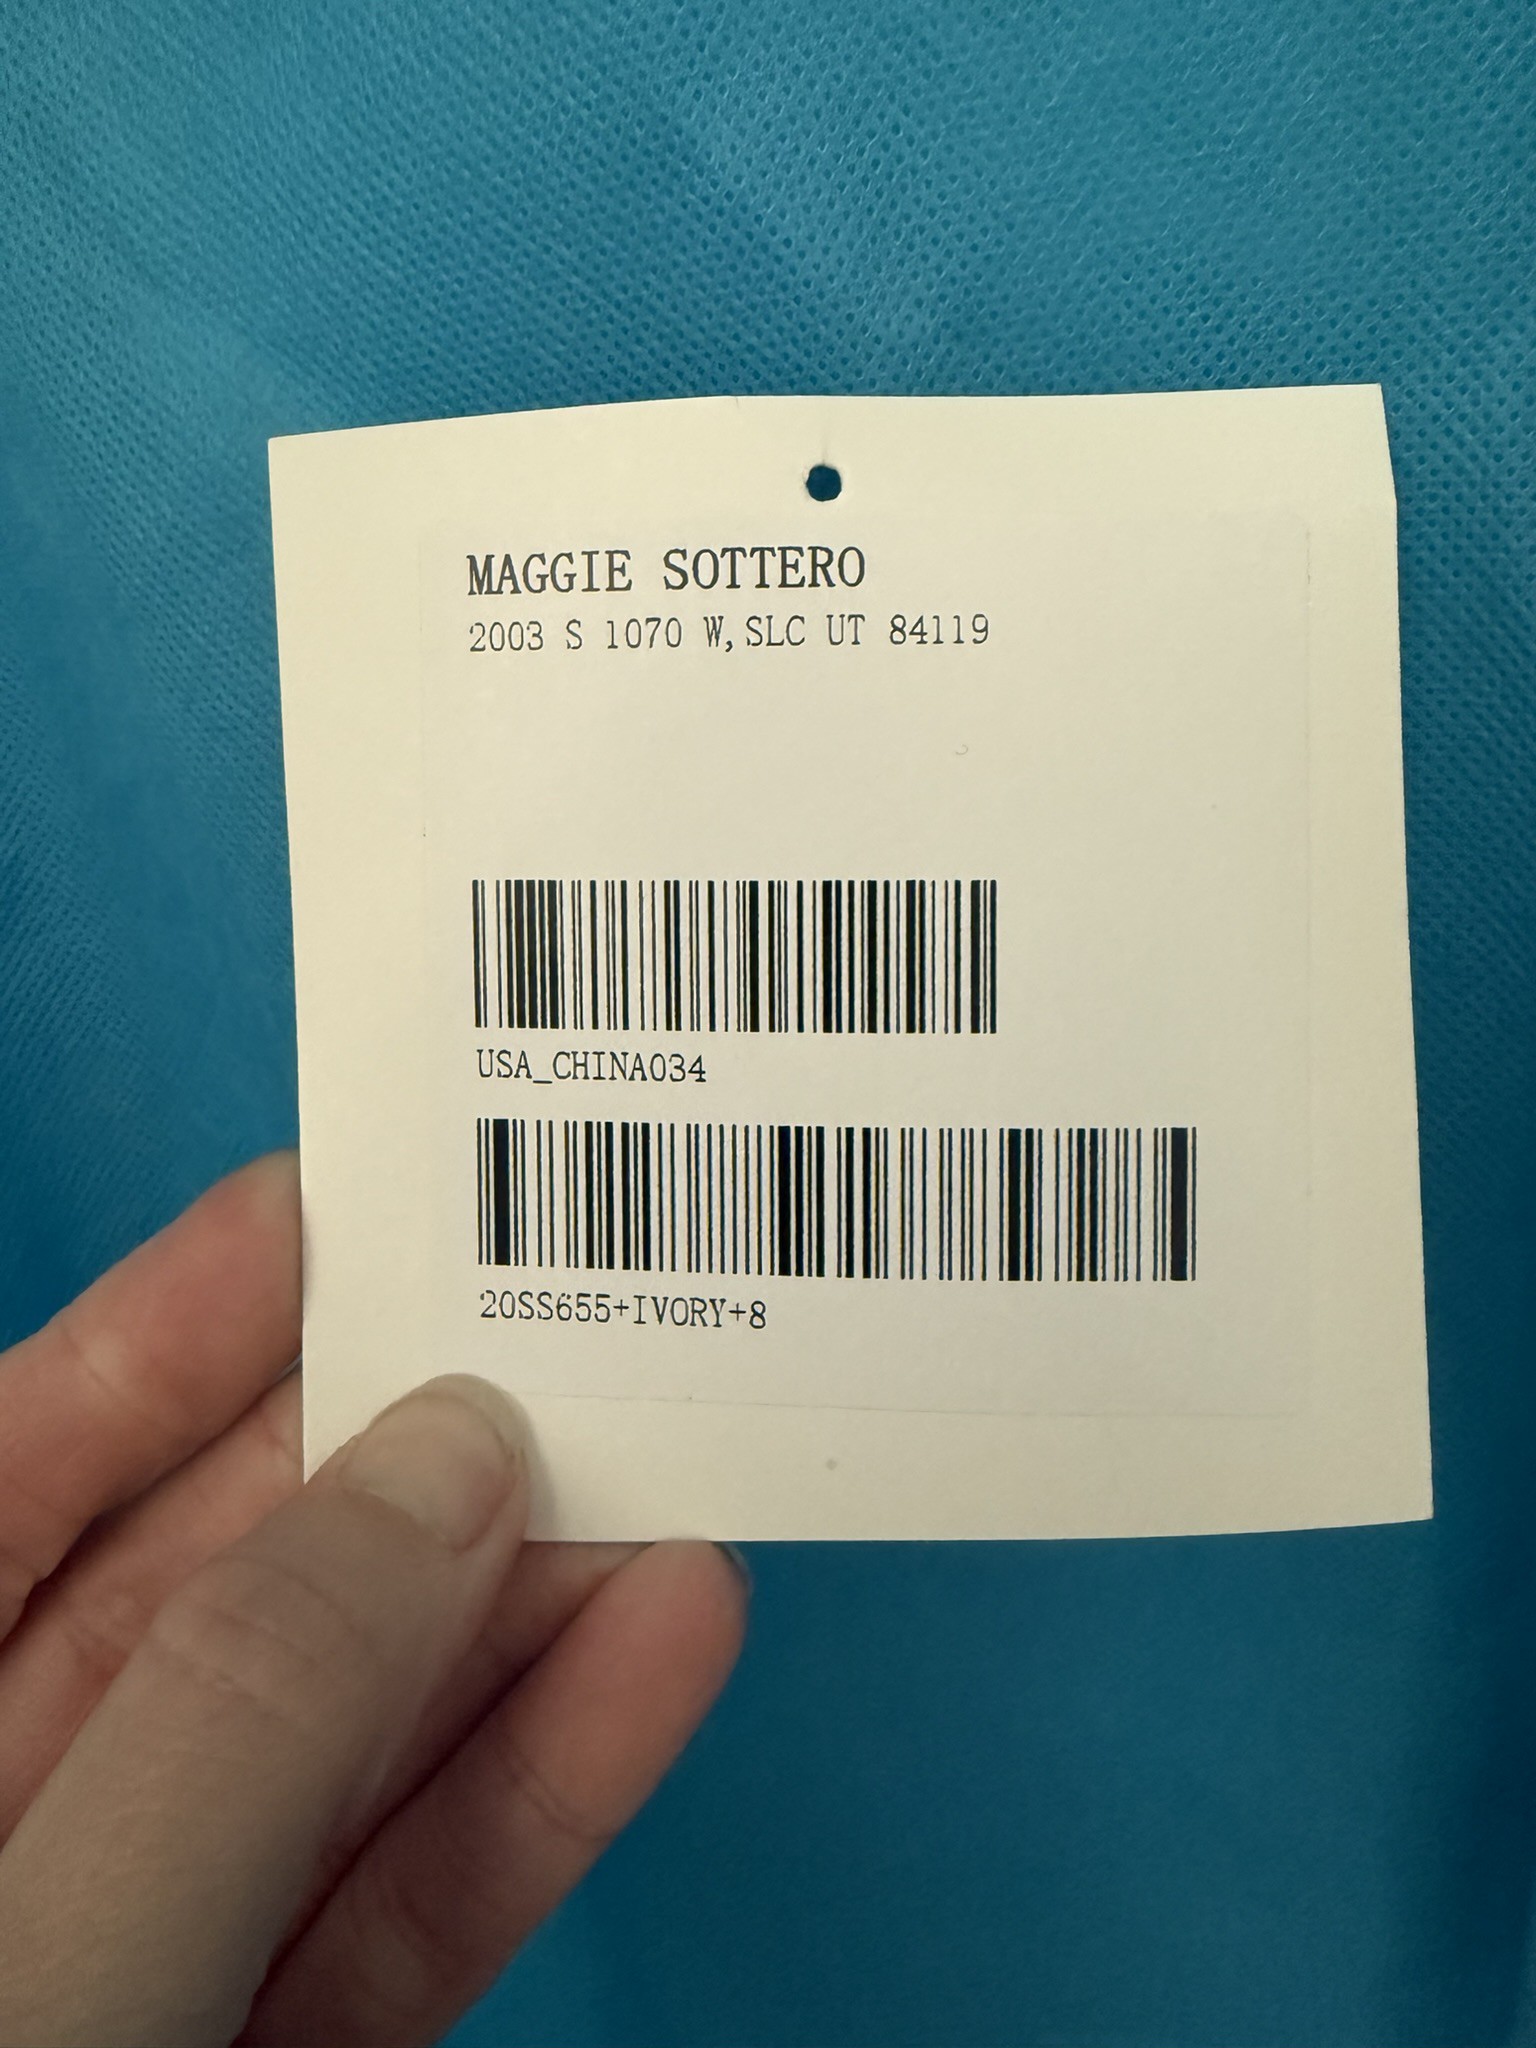 MAGGIE SOTTERO
2003 S 1070 W, SLC UT 84119
USA_CHINA034
20SS655+IVORY+8